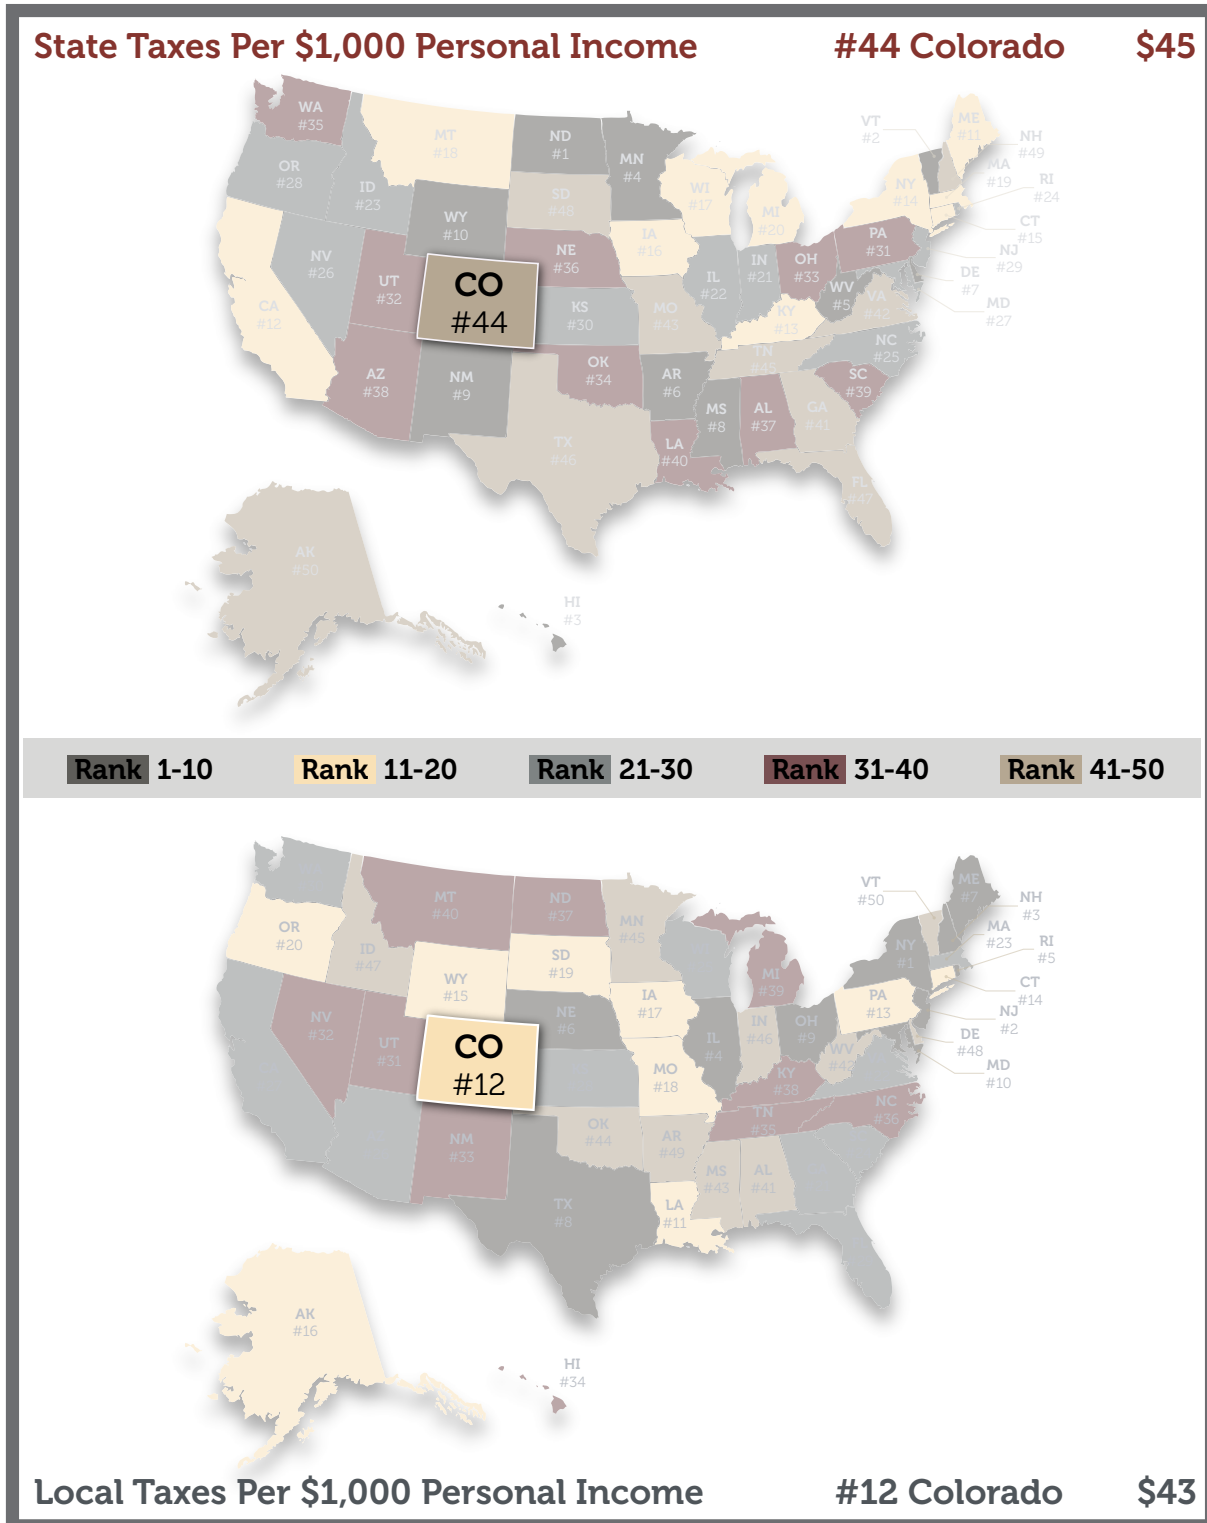 State Taxes Per $1,000 Personal Income #44 Colorado $45
WA
#35
MT
#18
ND
#1
MN
#4
VT
#2
ME
#11
NH
#49
OR
#28
ID
#23
SD
#48
WI
#17
MI
#20
NY
#14
MA
#19
RI
#24
WY
#10
IA
#16
CT
#15
NV
#26
UT
#32
CO
#44
NE
#36
IL
#22
IN
#21
OH
#33
PA
#31
NJ
#29
DE
#7
CA
#12
KS
#30
MO
#43
WV
#5
VA
#42
MD
#27
KY
#13
TN
#45
NC
#25
AZ
#38
NM
#9
OK
#34
AR
#6
SC
#39
MS
#8
AL
#37
GA
#41
TX
#46
LA
#40
FL
#47
AK
#50
HI
#3
Rank 1-10 Rank 11-20 Rank 21-30 Rank 31-40 Rank 41-50
MT
#40
ND
#37
MN
#45
VT
#50
ME
#7
NH
#3
OR
#20
ID
#47
SD
#19
MI
#39
NY
#1
MA
#23
RI
#5
WY
#15
IA
#17
PA
#13
CT
#14
NV
#32
UT
#31
CO
#12
NE
#6
IL
#4
IN
#46
OH
#9
NJ
#2
DE
#48
MO
#18
WV
#42
MD
#10
KY
#38
TN
#35
NC
#36
NM
#33
OK
#44
AR
#49
MS
#43
AL
#41
TX
#8
LA
#11
AK
#16
HI
#34
Local Taxes Per $1,000 Personal Income #12 Colorado $43